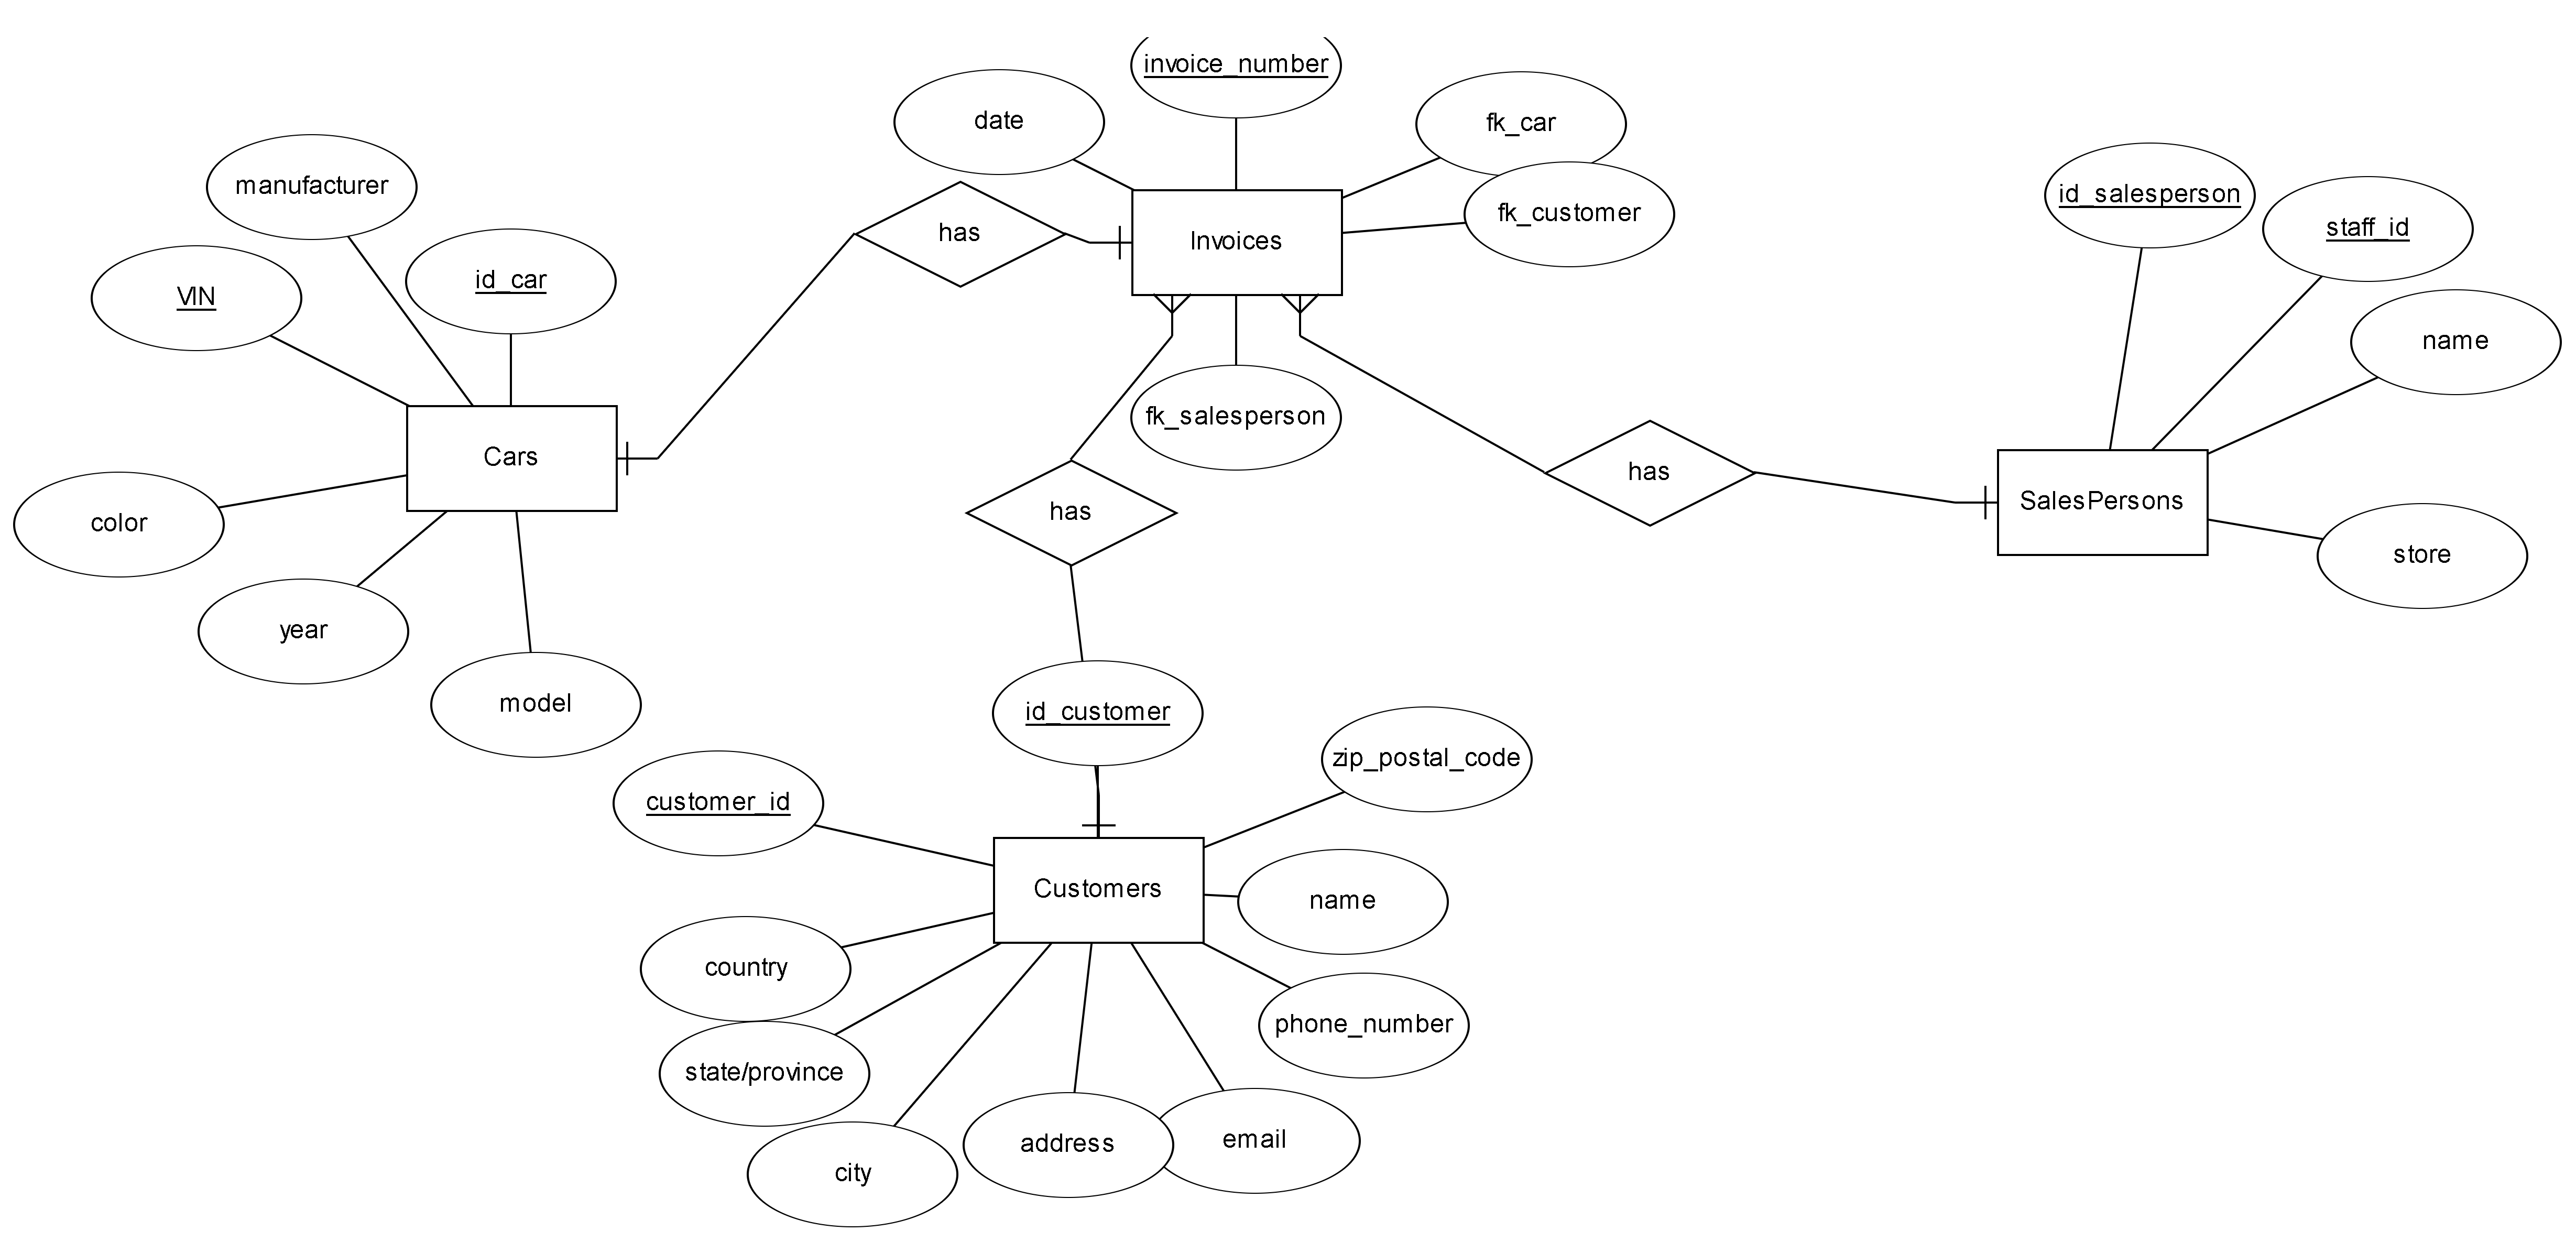 invoice_number
date
fk_car
manufacturer
id_salesperson
fk_customer
staff_id
has
Invoices
id_car
VIN
name
fk_salesperson
Cars
has
SalesPersons
has
color
store
year
model
id_customer
zip_postal_code
customer_id
Customers
name
country
phone_number
state/province
email
address
city